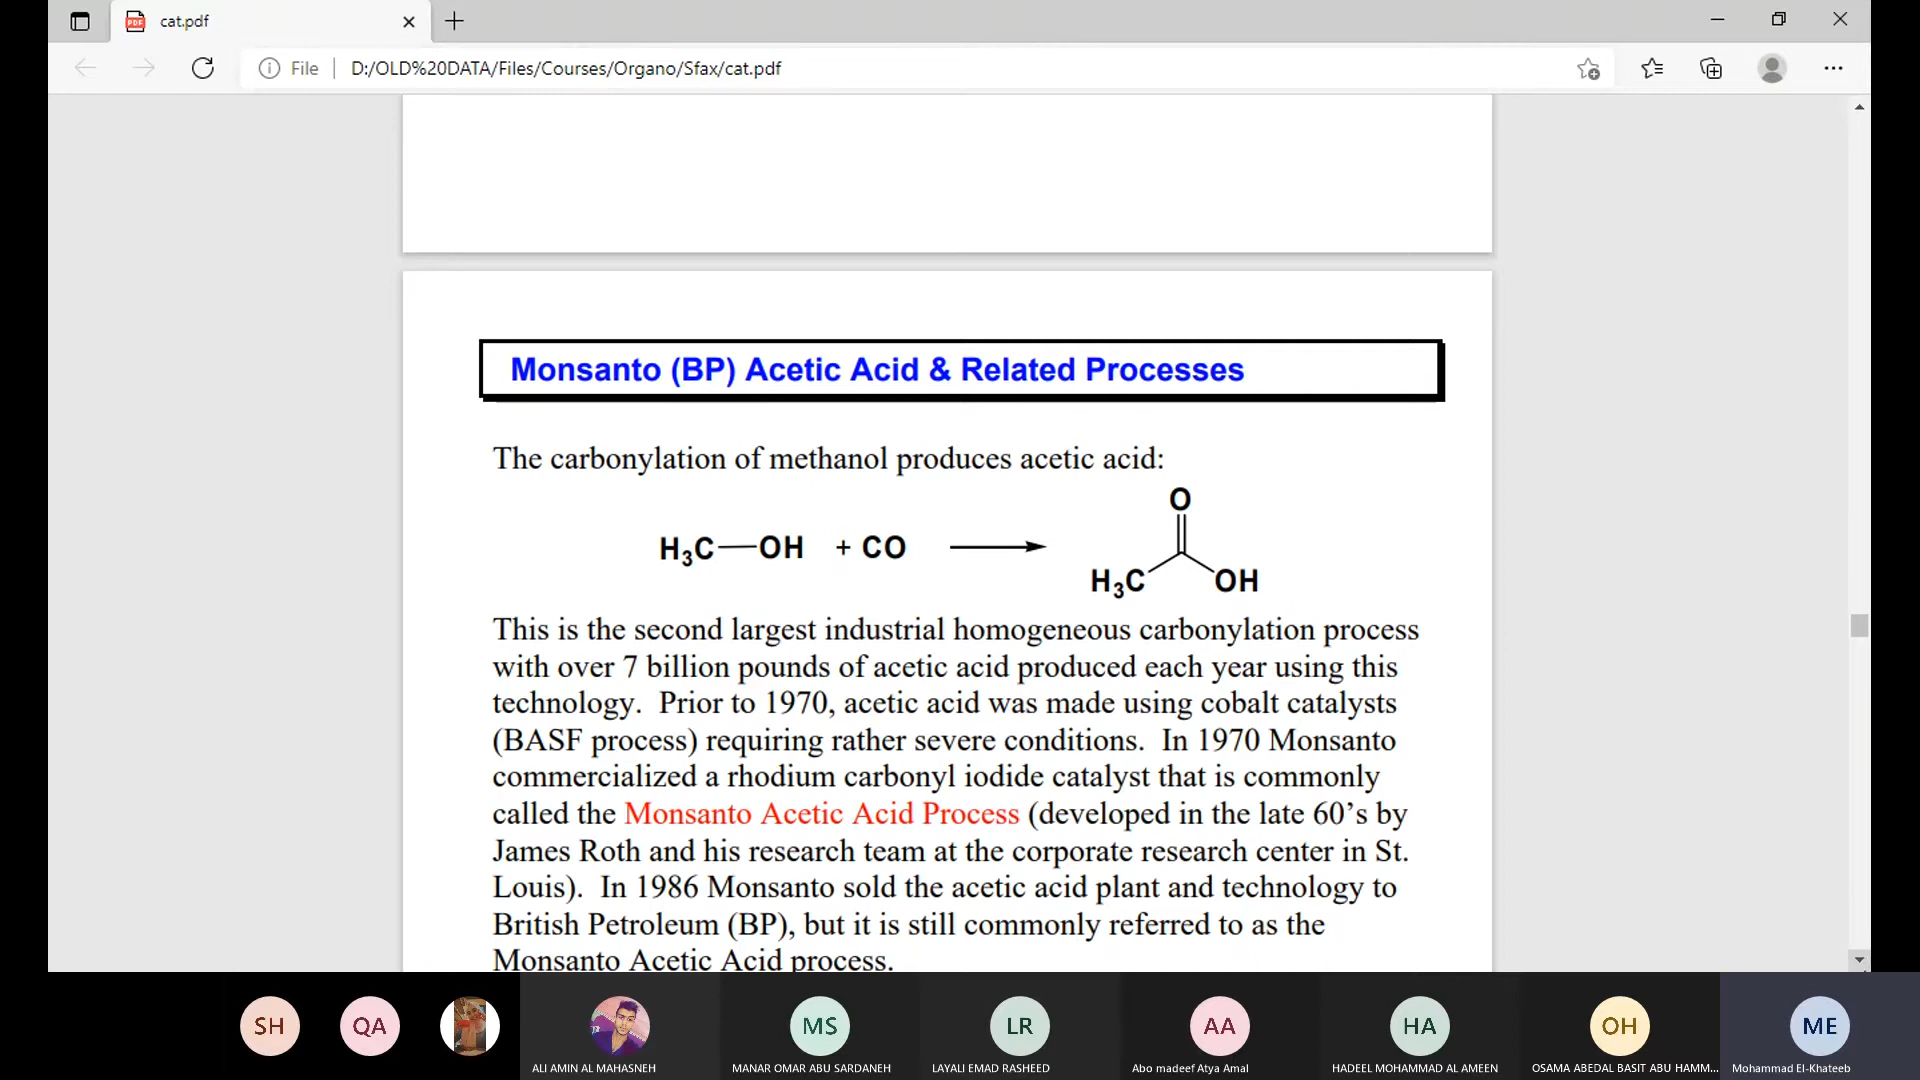 cat.pdf
File
D:/OLD%20DATA/Files/Courses/Organo/Sfax/cat.pdf
Monsanto (BP) Acetic Acid & Related Processes
The carbonylation of methanol produces acetic acid:
O
H3C—OH + CO
H3C OH
This is the second largest industrial homogeneous carbonylation process
with over 7 billion pounds of acetic acid produced each year using this
technology.  Prior to 1970, acetic acid was made using cobalt catalysts
(BASF process) requiring rather severe conditions.  In 1970 Monsanto
commercialized a rhodium carbonyl iodide catalyst that is commonly
called the Monsanto Acetic Acid Process (developed in the late 60’s by
James Roth and his research team at the corporate research center in St.
Louis).  In 1986 Monsanto sold the acetic acid plant and technology to
British Petroleum (BP), but it is still commonly referred to as the
Monsanto Acetic Acid process.
SH QA MS LR AA HA OH ME
ALI AMIN AL MAHASNEH MANAR OMAR ABU SARDANEH LAYALI EMAD RASHEED Abo madeef Atya Amal HADEEL MOHAMMAD AL AMEEN OSAMA ABEDAL BASIT ABU HAMM... Mohammad El-Khateeb